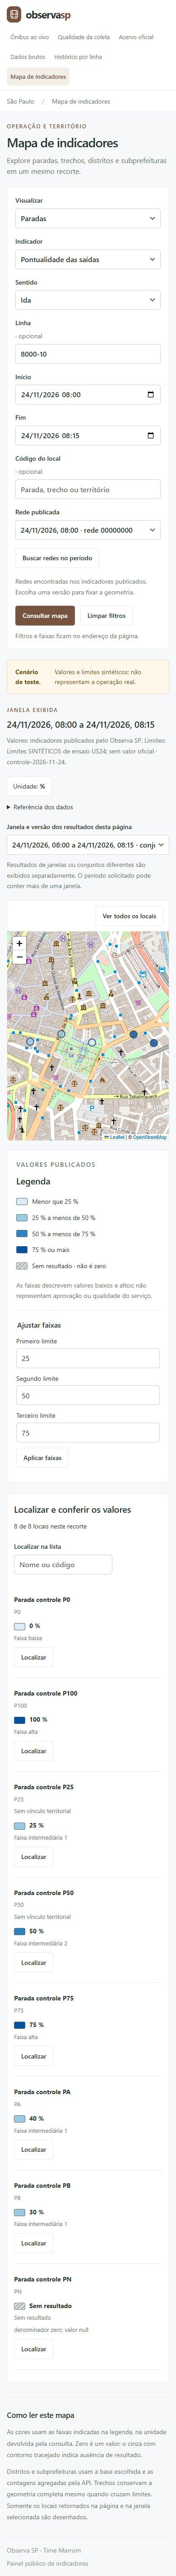 observasp
Ônibus ao vivo Qualidade da coleta Acervo oficial
Dados brutos Histórico por linha
Mapa de indicadores
São Paulo / Mapa de indicadores
OPERAÇÃO E TERRITÓRIO
Mapa de indicadores
Explore paradas, trechos, distritos e subprefeituras
em um mesmo recorte.
Visualizar
Paradas
Indicador
Pontualidade das saídas
Sentido
Ida
Linha
· opcional
8000-10
Início
24/11/2026 08:00
Fim
24/11/2026 08:15
Código do local
· opcional
Parada, trecho ou território
Rede publicada
24/11/2026, 08:00 · rede 00000000
Buscar redes no período
Redes encontradas nos indicadores publicados.
Escolha uma versão para fixar a geometria.
Consultar mapa Limpar filtros
Filtros e faixas ficam no endereço da página.
Cenário de teste. Valores e limites sintéticos; não
representam a operação real.
JANELA EXIBIDA
24/11/2026, 08:00 a 24/11/2026, 08:15
Valores: indicadores publicados pelo Observa SP. Limites:
Limites SINTÉTICOS de ensaio US24; sem valor oficial ·
controle-2026-11-24.
Unidade: %
Referência dos dados
Janela e versão dos resultados desta página
24/11/2026, 08:00 a 24/11/2026, 08:15 · conju
Resultados de janelas ou conjuntos diferentes são
exibidos separadamente. O período solicitado pode
conter mais de uma janela.
Ver todos os locais
+
−
Rua Tabatinguera
Leaflet | © OpenStreetMap
VALORES PUBLICADOS
Legenda
Menor que 25 %
25 % a menos de 50 %
50 % a menos de 75 %
75 % ou mais
Sem resultado · não é zero
As faixas descrevem valores baixos e altos; não
representam aprovação ou qualidade do serviço.
Ajustar faixas
Primeiro limite
25
Segundo limite
50
Terceiro limite
75
Aplicar faixas
Localizar e conferir os valores
8 de 8 locais neste recorte
Localizar na lista
Nome ou código
Parada controle P0
P0
0 %
Faixa baixa
Localizar
Parada controle P100
P100
100 %
Faixa alta
Localizar
Parada controle P25
P25
Sem vínculo territorial
25 %
Faixa intermediária 1
Localizar
Parada controle P50
P50
Sem vínculo territorial
50 %
Faixa intermediária 2
Localizar
Parada controle P75
P75
75 %
Faixa alta
Localizar
Parada controle PA
PA
40 %
Faixa intermediária 1
Localizar
Parada controle PB
PB
30 %
Faixa intermediária 1
Localizar
Parada controle PN
PN
Sem resultado
Sem resultado
denominador zero; valor null
Localizar
Como ler este mapa
As cores usam as faixas indicadas na legenda, na unidade
devolvida pela consulta. Zero é um valor; o cinza com
contorno tracejado indica ausência de resultado.
Distritos e subprefeituras usam a base escolhida e as
contagens agregadas pela API. Trechos conservam a
geometria completa mesmo quando cruzam limites.
Somente os locais retornados na página e na janela
selecionada são desenhados.
Observa SP · Time Marrom
Painel público de indicadores